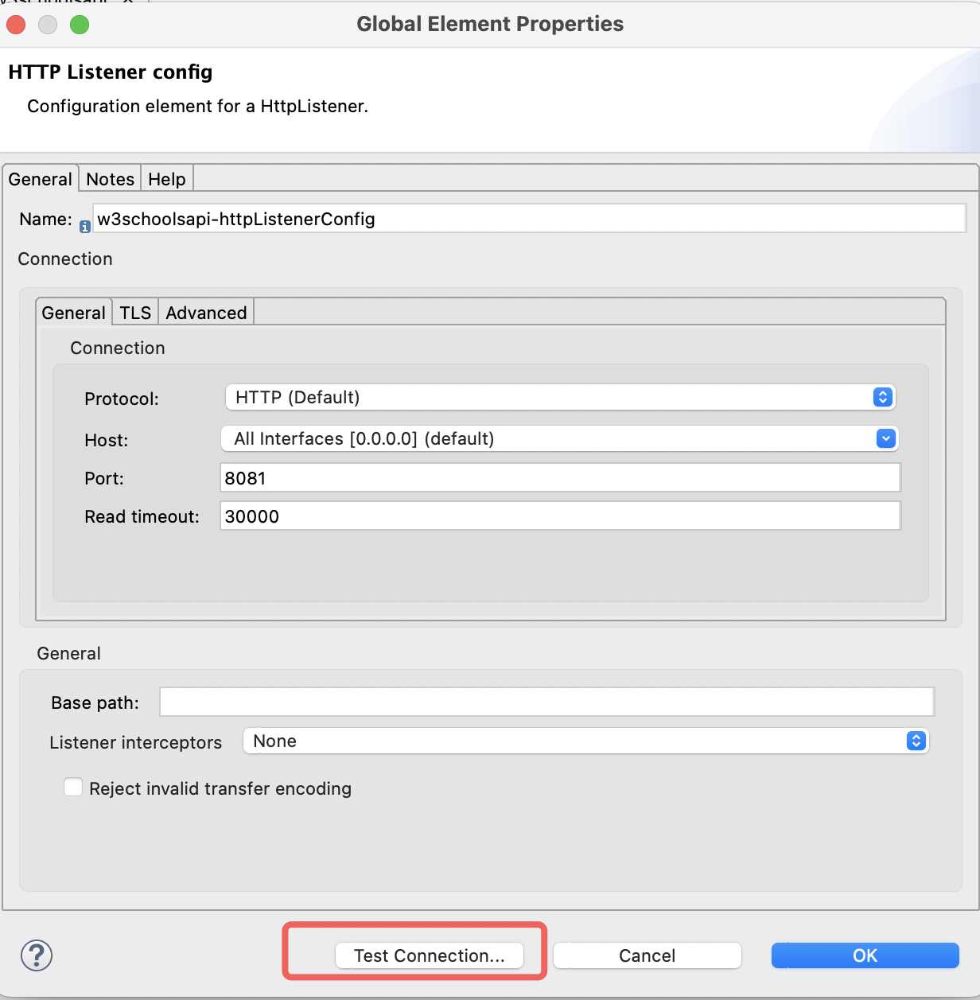 Global Element Properties
HTTP Listener config
Configuration element for a HttpListener.
General Notes Help
Name: w3schoolsapi-httpListenerConfig
Connection
General TLS Advanced
Connection
Protocol: HTTP (Default)
Host: All Interfaces [0.0.0.0] (default)
Port: 8081
Read timeout: 30000
General
Base path:
Listener interceptors None
Reject invalid transfer encoding
? Test Connection... Cancel OK